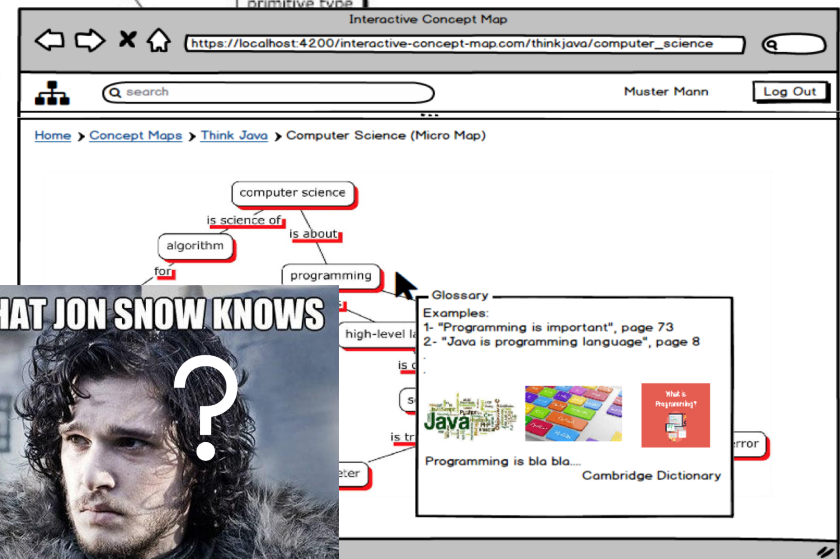 primitive type
Interactive Concept Map
https://localhost:4200/interactive-concept-map.com/thinkjava/computer_science
search
Muster Mann
Log Out
Home > Concept Maps > Think Java > Computer Science (Micro Map)
computer science
is science of
is about
algorithm
for
programming
high-level la
is
is tr
eter
error
HAT JON SNOW KNOWS
?
Glossary
Examples:
1- "Programming is important", page 73
2- "Java is programming language", page 8
.
.
Java
What is
Programming?
Programming is bla bla....
Cambridge Dictionary